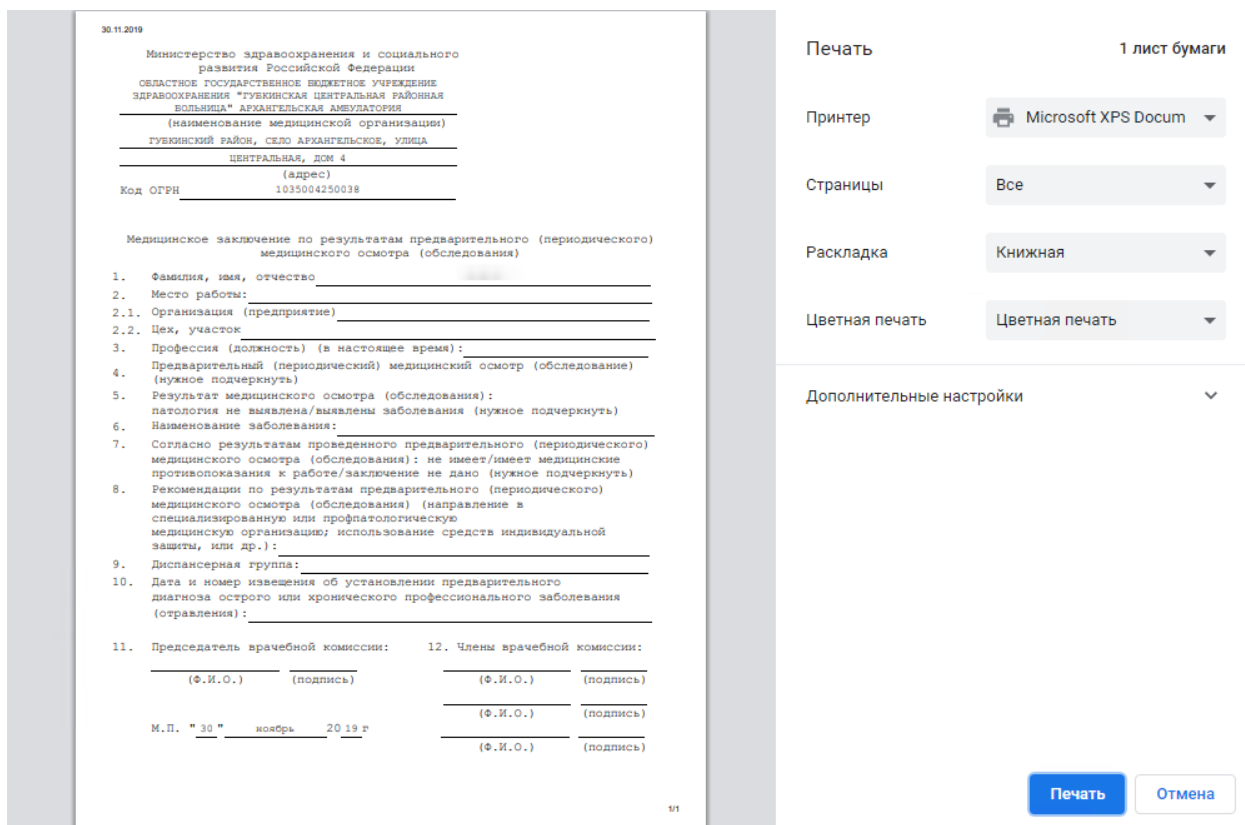 30.11.2019
Министерство здравоохранения и социального
развития Российской Федерации
ОБЛАСТНОЕ ГОСУДАРСТВЕННОЕ БЮДЖЕТНОЕ УЧРЕЖДЕНИЕ
ЗДРАВООХРАНЕНИЯ "ГУБКИНСКАЯ ЦЕНТРАЛЬНАЯ РАЙОННАЯ
БОЛЬНИЦА" АРХАНГЕЛЬСКАЯ АМБУЛАТОРИЯ
(наименование медицинской организации)
ГУБКИНСКИЙ РАЙОН, СЕЛО АРХАНГЕЛЬСКОЕ, УЛИЦА
ЦЕНТРАЛЬНАЯ, ДОМ 4
(адрес)
Код ОГРН 1035004250038
Медицинское заключение по результатам предварительного (периодического)
медицинского осмотра (обследования)
1. Фамилия, имя, отчество
2. Место работы:
2.1. Организация (предприятие)
2.2. Цех, участок
3. Профессия (должность) (в настоящее время):
4. Предварительный (периодический) медицинский осмотр (обследование)
(нужное подчеркнуть)
5. Результат медицинского осмотра (обследования):
патология не выявлена/выявлены заболевания (нужное подчеркнуть)
6. Наименование заболевания:
7. Согласно результатам проведенного предварительного (периодического)
медицинского осмотра (обследования): не имеет/имеет медицинские
противопоказания к работе/заключение не дано (нужное подчеркнуть)
8. Рекомендации по результатам предварительного (периодического)
медицинского осмотра (обследования) (направление в
специализированную или профпатологическую
медицинскую организацию; использование средств индивидуальной
защиты, или др.):
9. Диспансерная группа:
10. Дата и номер извещения об установлении предварительного
диагноза острого или хронического профессионального заболевания
(отравления):
11. Председатель врачебной комиссии: 12. Члены врачебной комиссии:
(Ф.И.О.) (подпись) (Ф.И.О.) (подпись)
(Ф.И.О.) (подпись)
М.П. "30" ноябрь 2019 г
(Ф.И.О.) (подпись)
1/1
Печать 1 лист бумаги
Принтер Microsoft XPS Docum
Страницы Все
Раскладка Книжная
Цветная печать Цветная печать
Дополнительные настройки
Печать Отмена